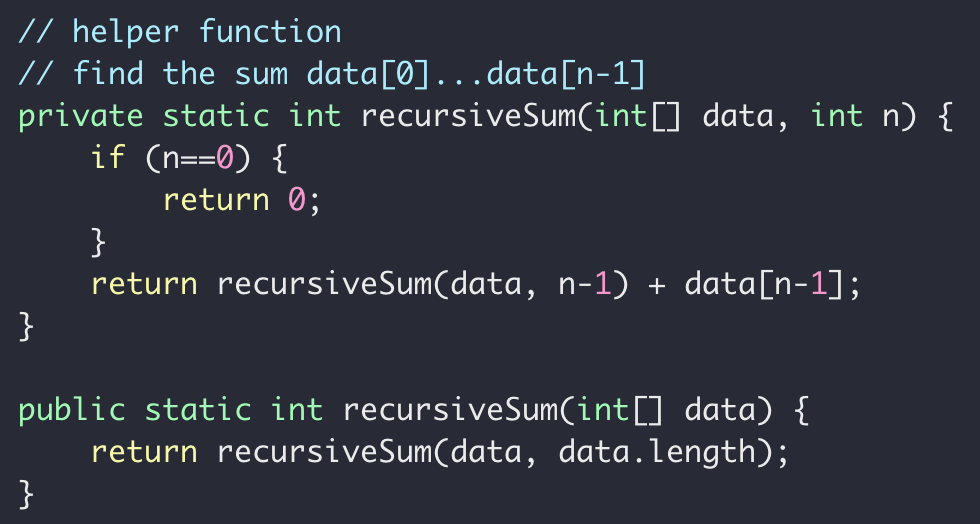 // helper function
// find the sum data[0]...data[n-1]
private static int recursiveSum(int[] data, int n) {
    if (n==0) {
        return 0;
    }
    return recursiveSum(data, n-1) + data[n-1];
}

public static int recursiveSum(int[] data) {
    return recursiveSum(data, data.length);
}